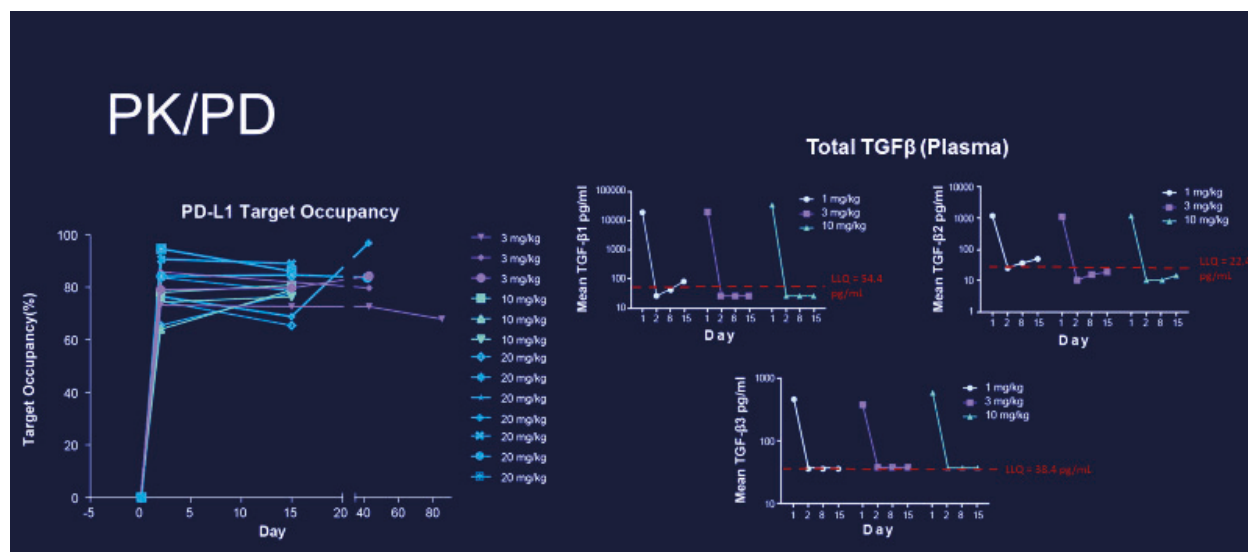 PK/PD
PD-L1 Target Occupancy
Target Occupancy(%)
100
80
60
40
20
0
-5
0
5
10
15
20
40
60
80
Day
3 mg/kg
3 mg/kg
3 mg/kg
10 mg/kg
10 mg/kg
10 mg/kg
20 mg/kg
20 mg/kg
20 mg/kg
20 mg/kg
20 mg/kg
20 mg/kg
20 mg/kg
Total TGFβ (Plasma)
Mean TGF-β1 pg/ml
100000
10000
1000
100
10
1 2 8 15 1 2 8 15 1 2 8 15
Day
1 mg/kg
3 mg/kg
10 mg/kg
LLQ = 54.4
pg/mL
Mean TGF-β2 pg/ml
10000
1000
100
10
1
1 2 8 15 1 2 8 15 1 2 8 15
Day
1 mg/kg
3 mg/kg
10 mg/kg
LLQ = 22.4
pg/mL
Mean TGF-β3 pg/ml
1000
100
10
1 2 8 15 1 2 8 15 1 2 8 15
Day
1 mg/kg
3 mg/kg
10 mg/kg
LLQ = 38.4 pg/mL